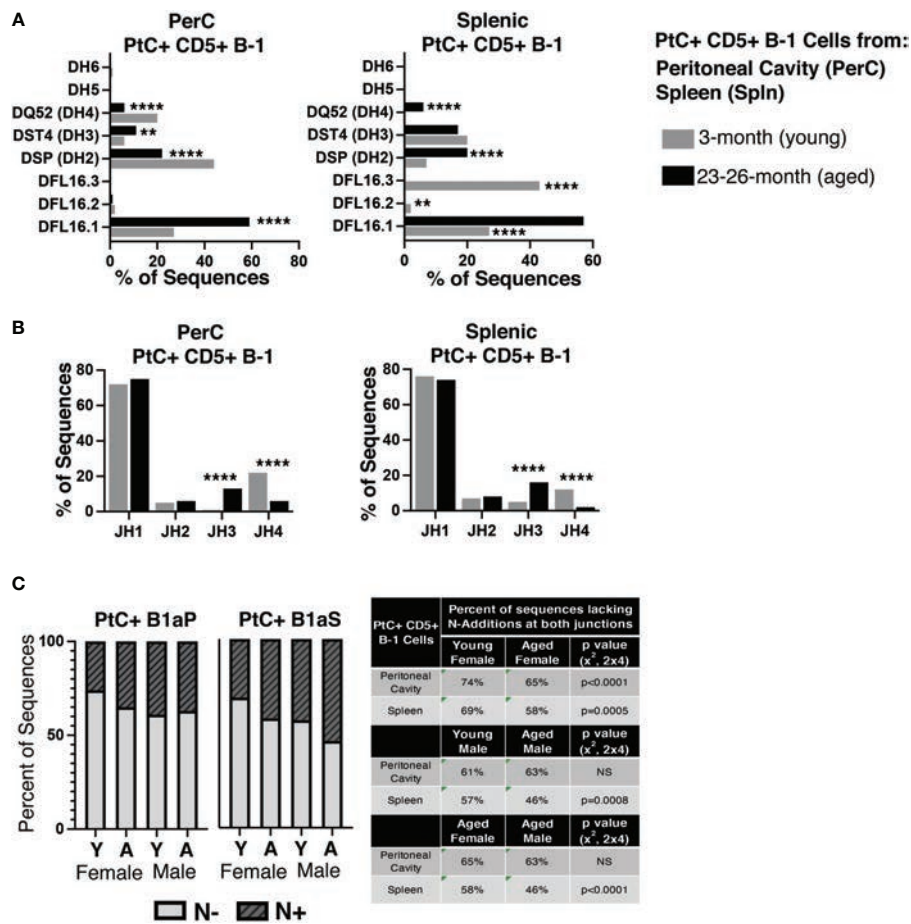 A
PerC
PtC+ CD5+ B-1
DH6
DH5
DQ52 (DH4)
DST4 (DH3)
DSP (DH2)
DFL16.3
DFL16.2
DFL16.1
****
**
****
****
0 20 40 60 80
% of Sequences
Splenic
PtC+ CD5+ B-1
DH6
DH5
DQ52 (DH4)
DST4 (DH3)
DSP (DH2)
DFL16.3
DFL16.2
DFL16.1
****
****
****
**
****
0 20 40 60
% of Sequences
PtC+ CD5+ B-1 Cells from::
Peritoneal Cavity (PerC)
Spleen (Spln)
3-month (young)
23-26-month (aged)
B
PerC
PtC+ CD5+ B-1
% of Sequences
80
60
40
20
0
**** ****
JH1 JH2 JH3 JH4
Splenic
PtC+ CD5+ B-1
% of Sequences
80
60
40
20
0
**** ****
JH1 JH2 JH3 JH4
C
PtC+ B1aP PtC+ B1aS
Percent of Sequences
100
50
0
Y A Y A Y A Y A
Female Male Female Male
N- N+
PtC+ CD5+
B-1 Cells
Percent of sequences lacking
N-Additions at both junctions
Young Female Aged Female p value (x², 2x4)
Peritoneal Cavity 74% 65% p<0.0001
Spleen 69% 58% p=0.0005
Young Male Aged Male p value (x², 2x4)
Peritoneal Cavity 61% 63% NS
Spleen 57% 46% p=0.0008
Aged Female Aged Male p value (x², 2x4)
Peritoneal Cavity 65% 63% NS
Spleen 58% 46% p<0.0001